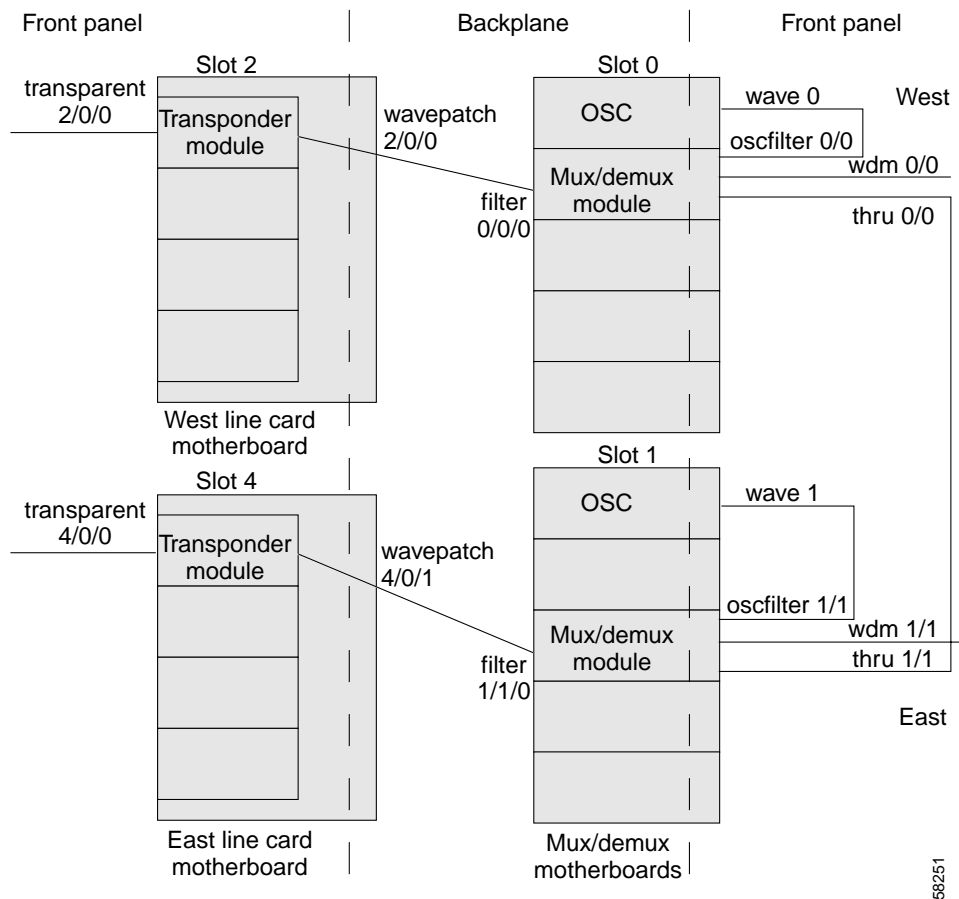 Front panel
Backplane
Front panel
Slot 2
Slot 0
transparent
2/0/0
Transponder
module
wavepatch
2/0/0
filter
0/0/0
OSC
Mux/demux
module
wave 0
West
oscfilter 0/0
wdm 0/0
thru 0/0
West line card
motherboard
Slot 4
Slot 1
transparent
4/0/0
Transponder
module
wavepatch
4/0/1
filter
1/1/0
OSC
Mux/demux
module
wave 1
oscfilter 1/1
wdm 1/1
thru 1/1
East
East line card
motherboard
Mux/demux
motherboards
58251